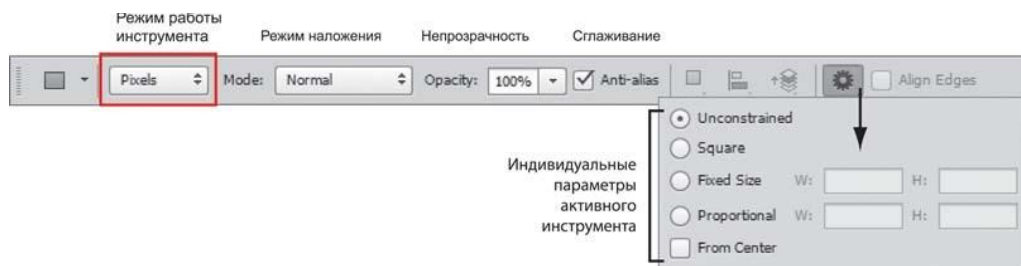 Режим работы
инструмента Режим наложения Непрозрачность Сглаживание
Pixels Mode: Normal Opacity: 100% Anti-alias Align Edges
Unconstrained
Square
Fixed Size W: H:
Proportional W: H:
From Center
Индивидуальные
параметры
активного
инструмента